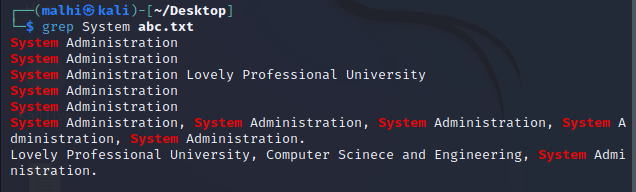 ┌──(malhi㉿kali)-[~/Desktop]
└─$ grep System abc.txt
System Administration
System Administration
System Administration Lovely Professional University
System Administration
System Administration
System Administration, System Administration, System Administration, System A
dministration, System Administration.
Lovely Professional University, Computer Scinece and Engineering, System Admi
nistration.